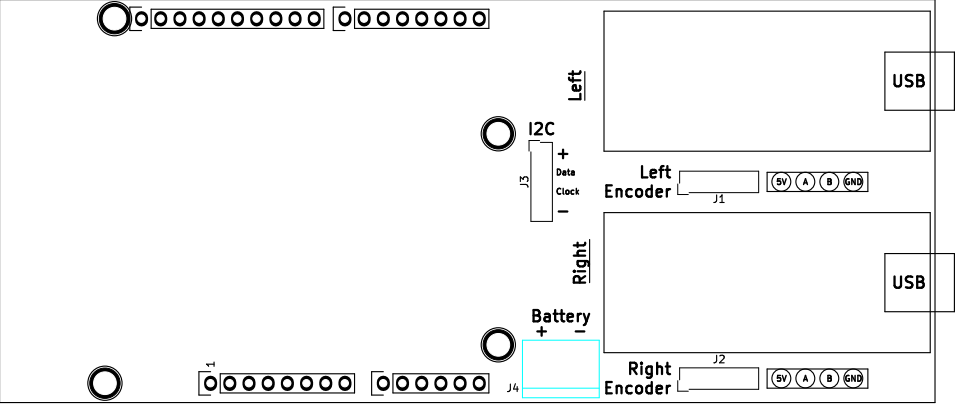 Left
USB
I2C
+
Data
Clock
−
J3
Left
Encoder
J1
5V A B GND
Right
USB
Battery
+ −
J4
1
J2
Right
Encoder
5V A B GND